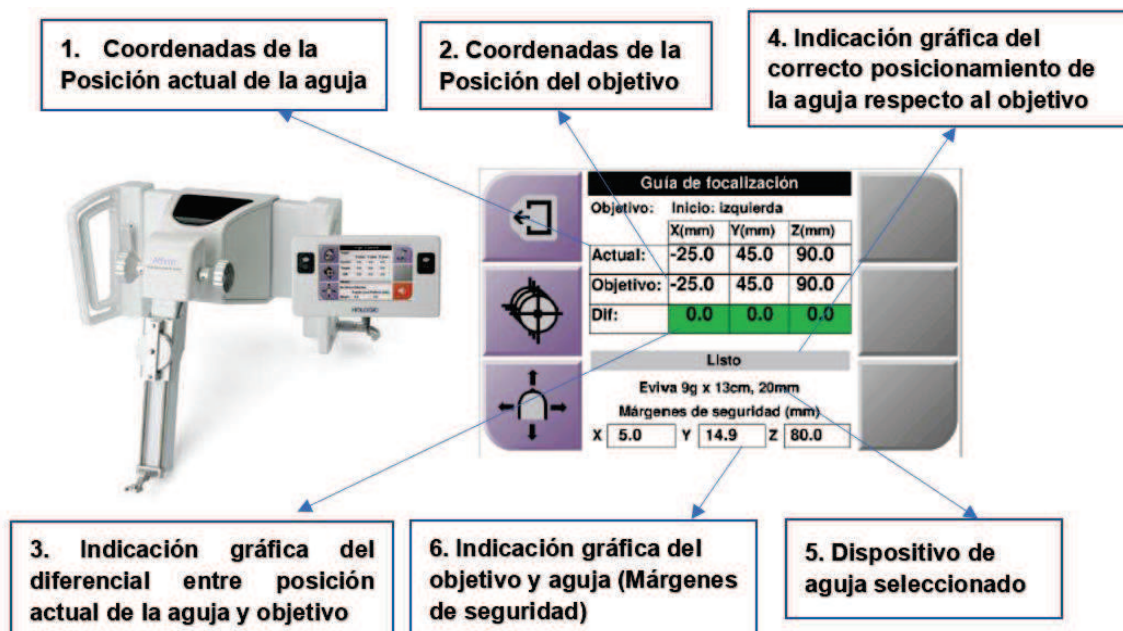 1. Coordenadas de la
Posición actual de la aguja
2. Coordenadas de la
Posición del objetivo
4. Indicación gráfica del
correcto posicionamiento de
la aguja respecto al objetivo
Guía de focalización
Objetivo: Inicio: izquierda
X(mm) Y(mm) Z(mm)
Actual: -25.0 45.0 90.0
Objetivo: -25.0 45.0 90.0
Dif: 0.0 0.0 0.0
Listo
Eviva 9g x 13cm, 20mm
Márgenes de seguridad (mm)
X 5.0 Y 14.9 Z 80.0
HOLOGIC
3. Indicación gráfica del
diferencial entre posición
actual de la aguja y objetivo
6. Indicación gráfica del
objetivo y aguja (Márgenes
de seguridad)
5. Dispositivo de
aguja seleccionado